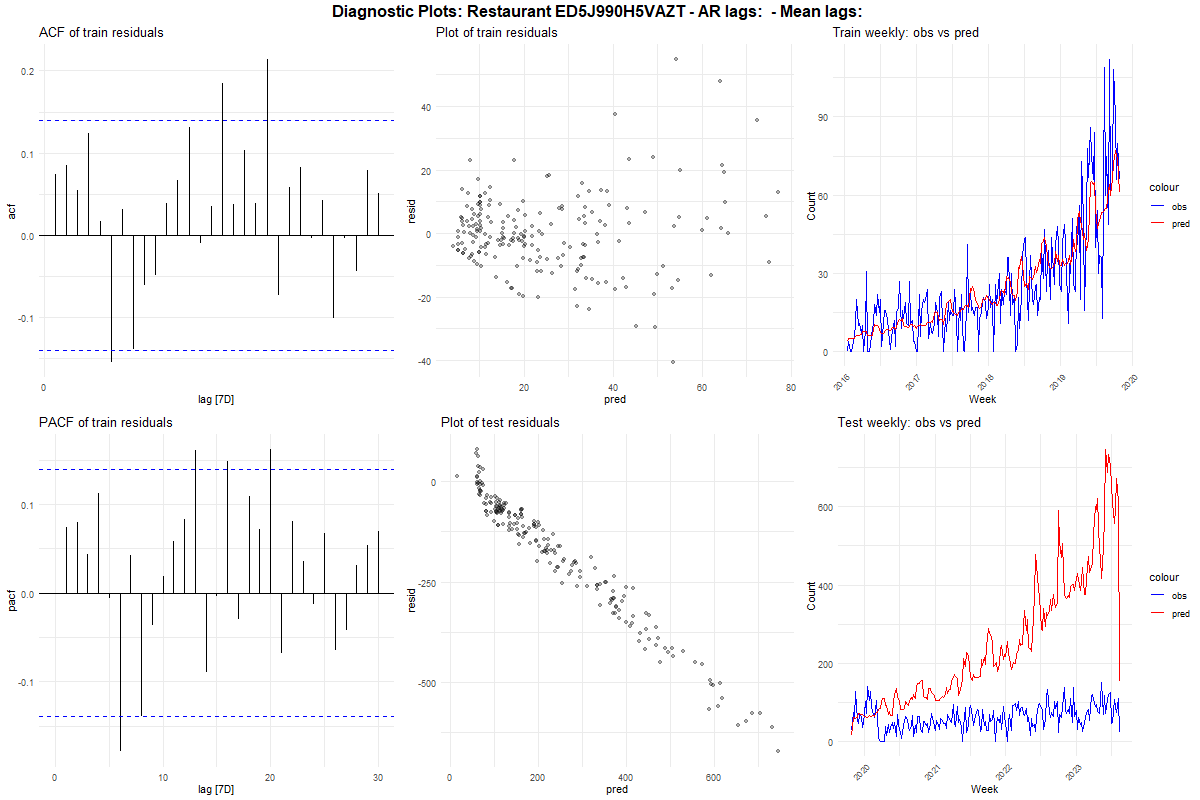 Diagnostic Plots: Restaurant ED5J990H5VAZT - AR lags:  - Mean lags:
ACF of train residuals
acf
0.2
0.1
0.0
-0.1
0
lag [7D]
Plot of train residuals
resid
40
20
0
-20
-40
20
40
60
80
pred
Train weekly: obs vs pred
Count
90
60
30
0
2016
2017
2018
2019
2020
Week
colour
obs
pred
PACF of train residuals
pacf
0.1
0.0
-0.1
0
10
20
30
lag [7D]
Plot of test residuals
resid
0
-250
-500
0
200
400
600
pred
Test weekly: obs vs pred
Count
600
400
200
0
2020
2021
2022
2023
Week
colour
obs
pred